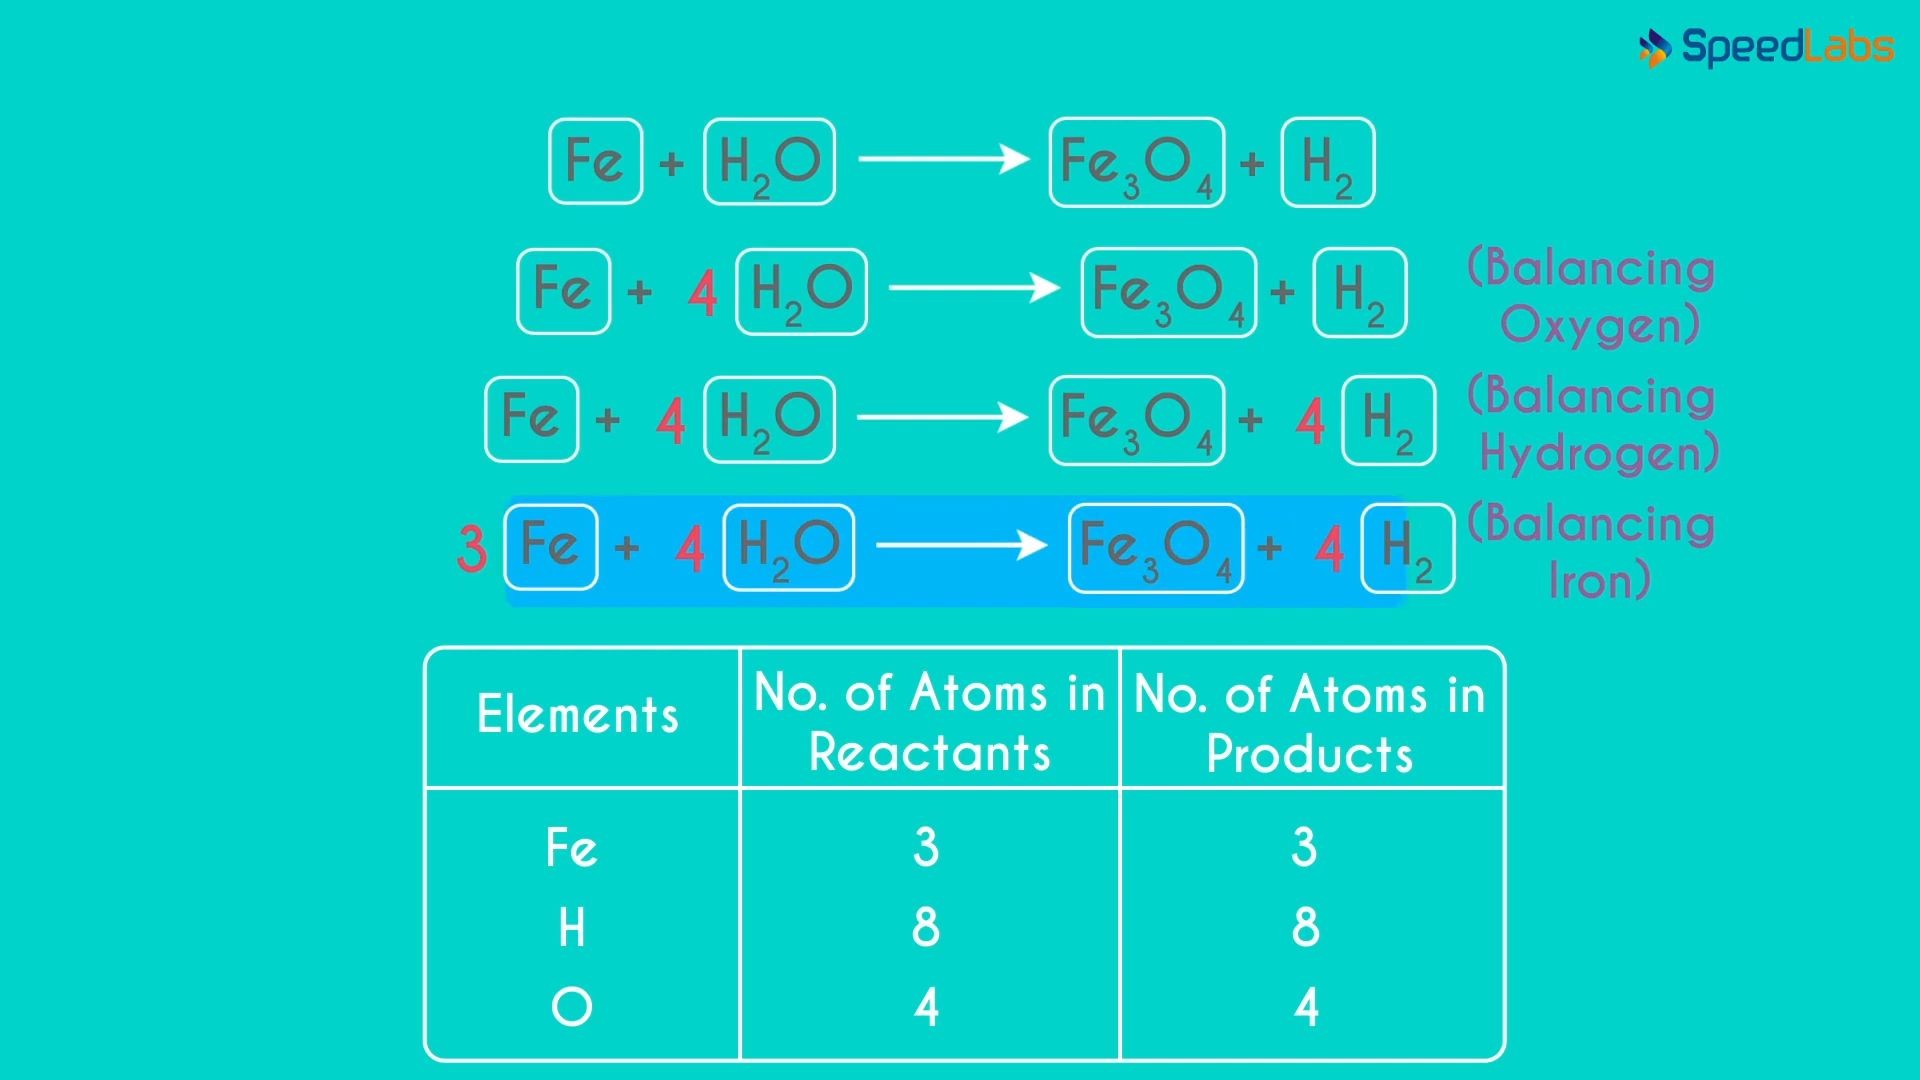 SpeedLabs
Fe + H₂O ⟶ Fe₃O₄ + H₂
Fe + 4 H₂O ⟶ Fe₃O₄ + H₂ (Balancing
Oxygen)
Fe + 4 H₂O ⟶ Fe₃O₄ + 4 H₂ (Balancing
Hydrogen)
3 Fe + 4 H₂O ⟶ Fe₃O₄ + 4 H₂ (Balancing
Iron)
Elements No. of Atoms in Reactants No. of Atoms in Products
Fe 3 3
H 8 8
O 4 4